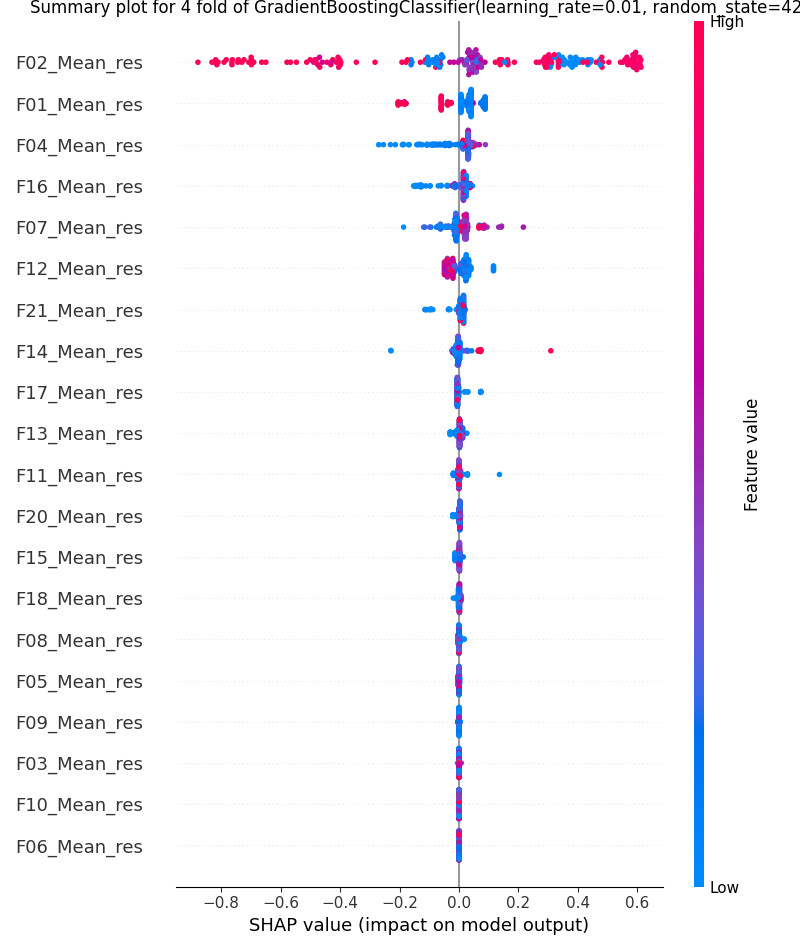 Summary plot for 4 fold of GradientBoostingClassifier(learning_rate=0.01, random_state=42
High
F02_Mean_res
F01_Mean_res
F04_Mean_res
F16_Mean_res
F07_Mean_res
F12_Mean_res
F21_Mean_res
F14_Mean_res
F17_Mean_res
F13_Mean_res
F11_Mean_res
F20_Mean_res
F15_Mean_res
F18_Mean_res
F08_Mean_res
F05_Mean_res
F09_Mean_res
F03_Mean_res
F10_Mean_res
F06_Mean_res
Feature value
Low
−0.8 −0.6 −0.4 −0.2 0.0 0.2 0.4 0.6
SHAP value (impact on model output)